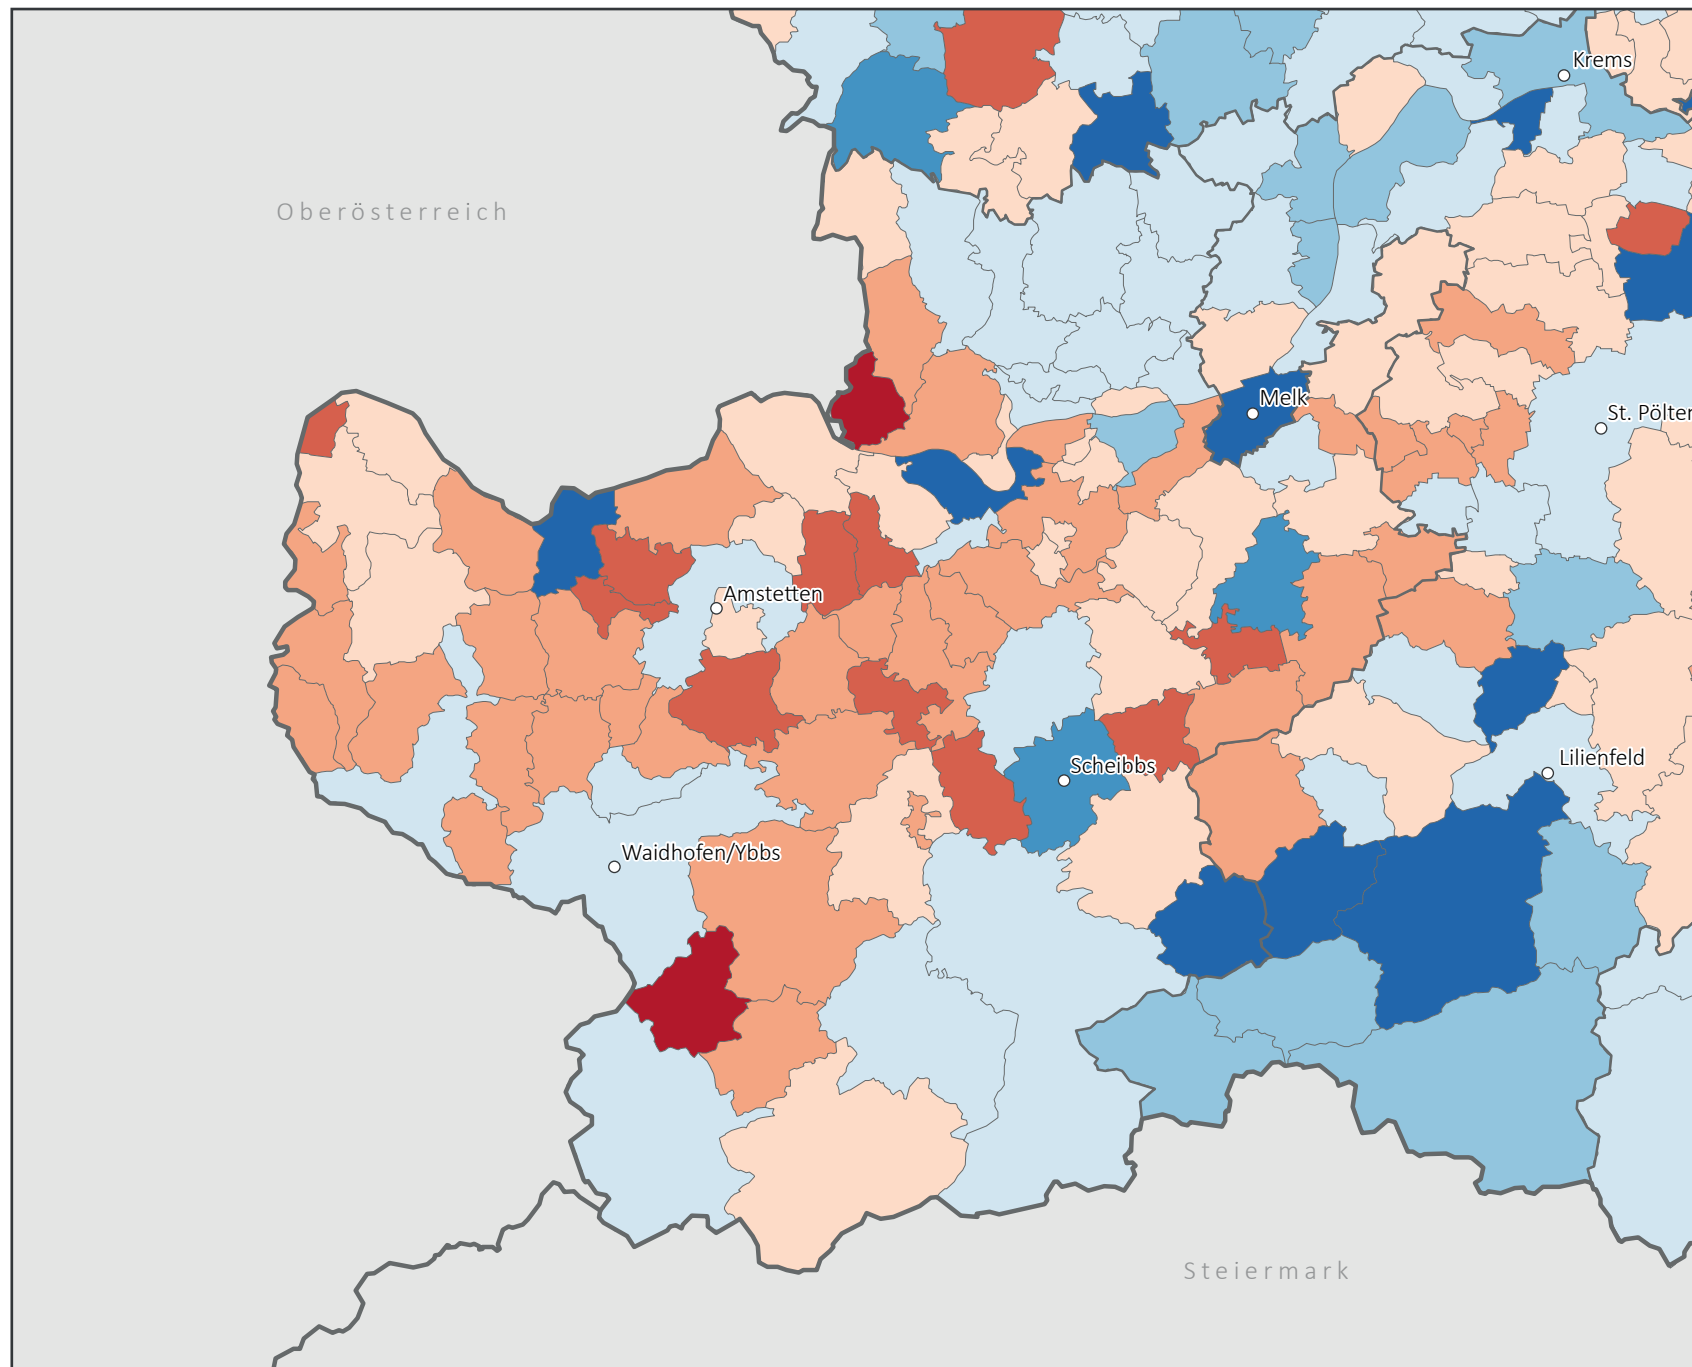 Krems
Oberösterreich
Melk
St. Pölten
Amstetten
Lilienfeld
Scheibbs
Waidhofen/Ybbs
Steiermark